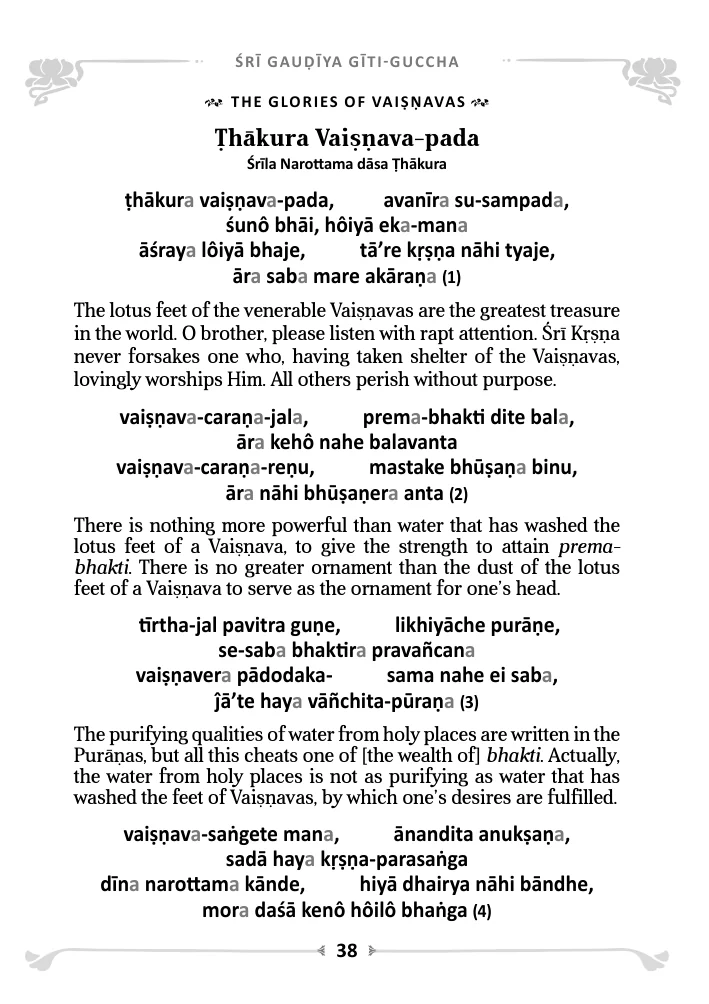 ŚRĪ GAUḌĪYA GĪTI-GUCCHA
THE GLORIES OF VAIṢṆAVAS
Ṭhākura Vaiṣṇava-pada
Śrīla Narottama dāsa Ṭhākura
ṭhākura vaiṣṇava-pada, avanīra su-sampada,
śunô bhāi, hôiyā eka-mana
āśraya lôiyā bhaje, tā’re kṛṣṇa nāhi tyaje,
āra saba mare akāraṇa (1)
The lotus feet of the venerable Vaiṣṇavas are the greatest treasure
in the world. O brother, please listen with rapt attention. Śrī Kṛṣṇa
never forsakes one who, having taken shelter of the Vaiṣṇavas,
lovingly worships Him. All others perish without purpose.
vaiṣṇava-caraṇa-jala, prema-bhakti dite bala,
āra kehô nahe balavanta
vaiṣṇava-caraṇa-reṇu, mastake bhūṣaṇa binu,
āra nāhi bhūṣaṇera anta (2)
There is nothing more powerful than water that has washed the
lotus feet of a Vaiṣṇava, to give the strength to attain prema-
bhakti. There is no greater ornament than the dust of the lotus
feet of a Vaiṣṇava to serve as the ornament for one’s head.
tīrtha-jal pavitra guṇe, likhiyāche purāṇe,
se-saba bhaktira pravañcana
vaiṣṇavera pādodaka- sama nahe ei saba,
ĵā’te haya vāñchita-pūraṇa (3)
The purifying qualities of water from holy places are written in the
Purāṇas, but all this cheats one of [the wealth of] bhakti. Actually,
the water from holy places is not as purifying as water that has
washed the feet of Vaiṣṇavas, by which one’s desires are fulfilled.
vaiṣṇava-saṅgete mana, ānandita anukṣaṇa,
sadā haya kṛṣṇa-parasaṅga
dīna narottama kānde, hiyā dhairya nāhi bāndhe,
mora daśā kenô hôilô bhaṅga (4)
38